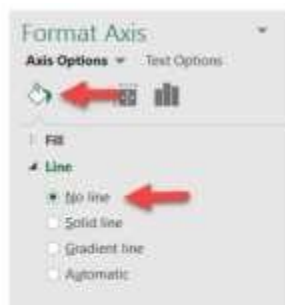 Format Axis
Axis Options Text Options
Fill
Line
No line
Solid line
Gradient line
Automatic